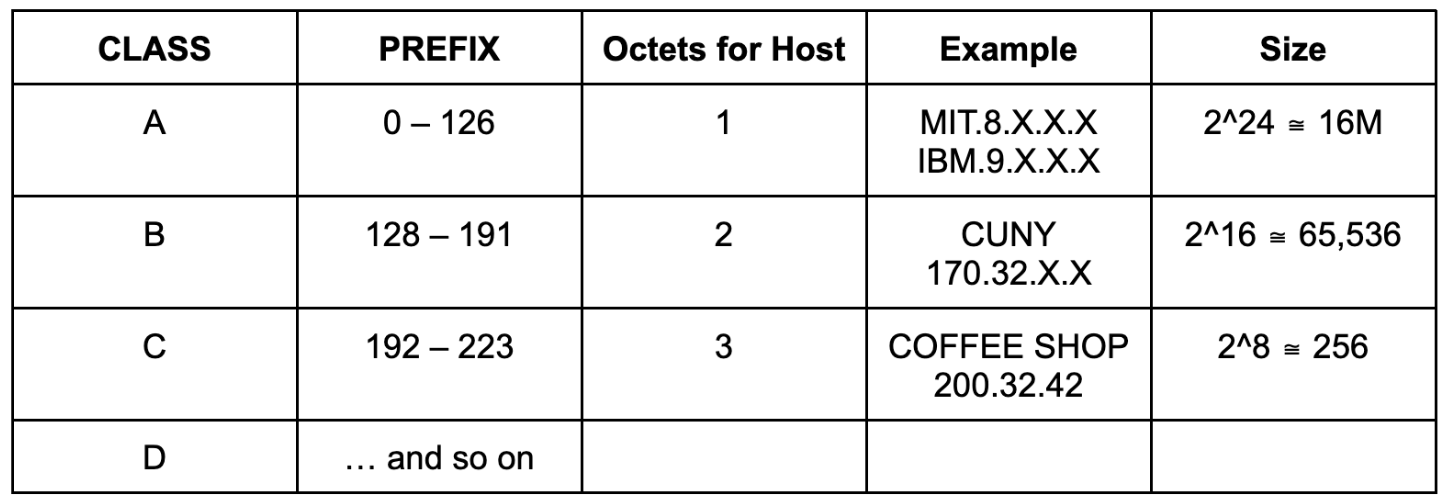 CLASS PREFIX Octets for Host Example Size
A 0 – 126 1 MIT.8.X.X.X 2^24 ≅ 16M
IBM.9.X.X.X
B 128 – 191 2 CUNY 2^16 ≅ 65,536
170.32.X.X
C 192 – 223 3 COFFEE SHOP 2^8 ≅ 256
200.32.42
D … and so on